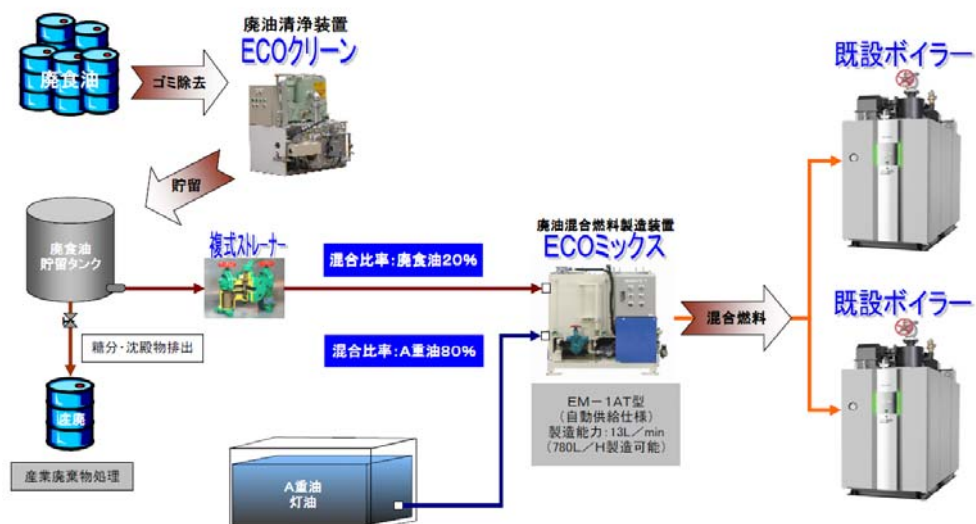 廃食油
ゴミ除去
廃油清浄装置
ECOクリーン
既設ボイラー
貯留
廃食油
貯留タンク
複式ストレーナー
混合比率:廃食油20%
廃油混合燃料製造装置
ECOミックス
混合燃料
既設ボイラー
糖分・沈殿物排出
混合比率:A重油80%
産廃
産業廃棄物処理
EM-1AT型
(自動供給仕様)
製造能力:13L/min
(780L/H製造可能)
A重油
灯油